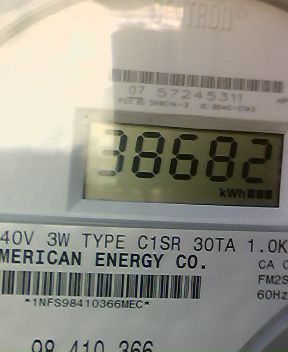 07 57245311
38682
kWh
40V 3W TYPE C1SR 30TA 1.0K
MERICAN ENERGY CO.
CA 0
FM2S
60Hz
*1NFS98410366MEC*
98 410 366